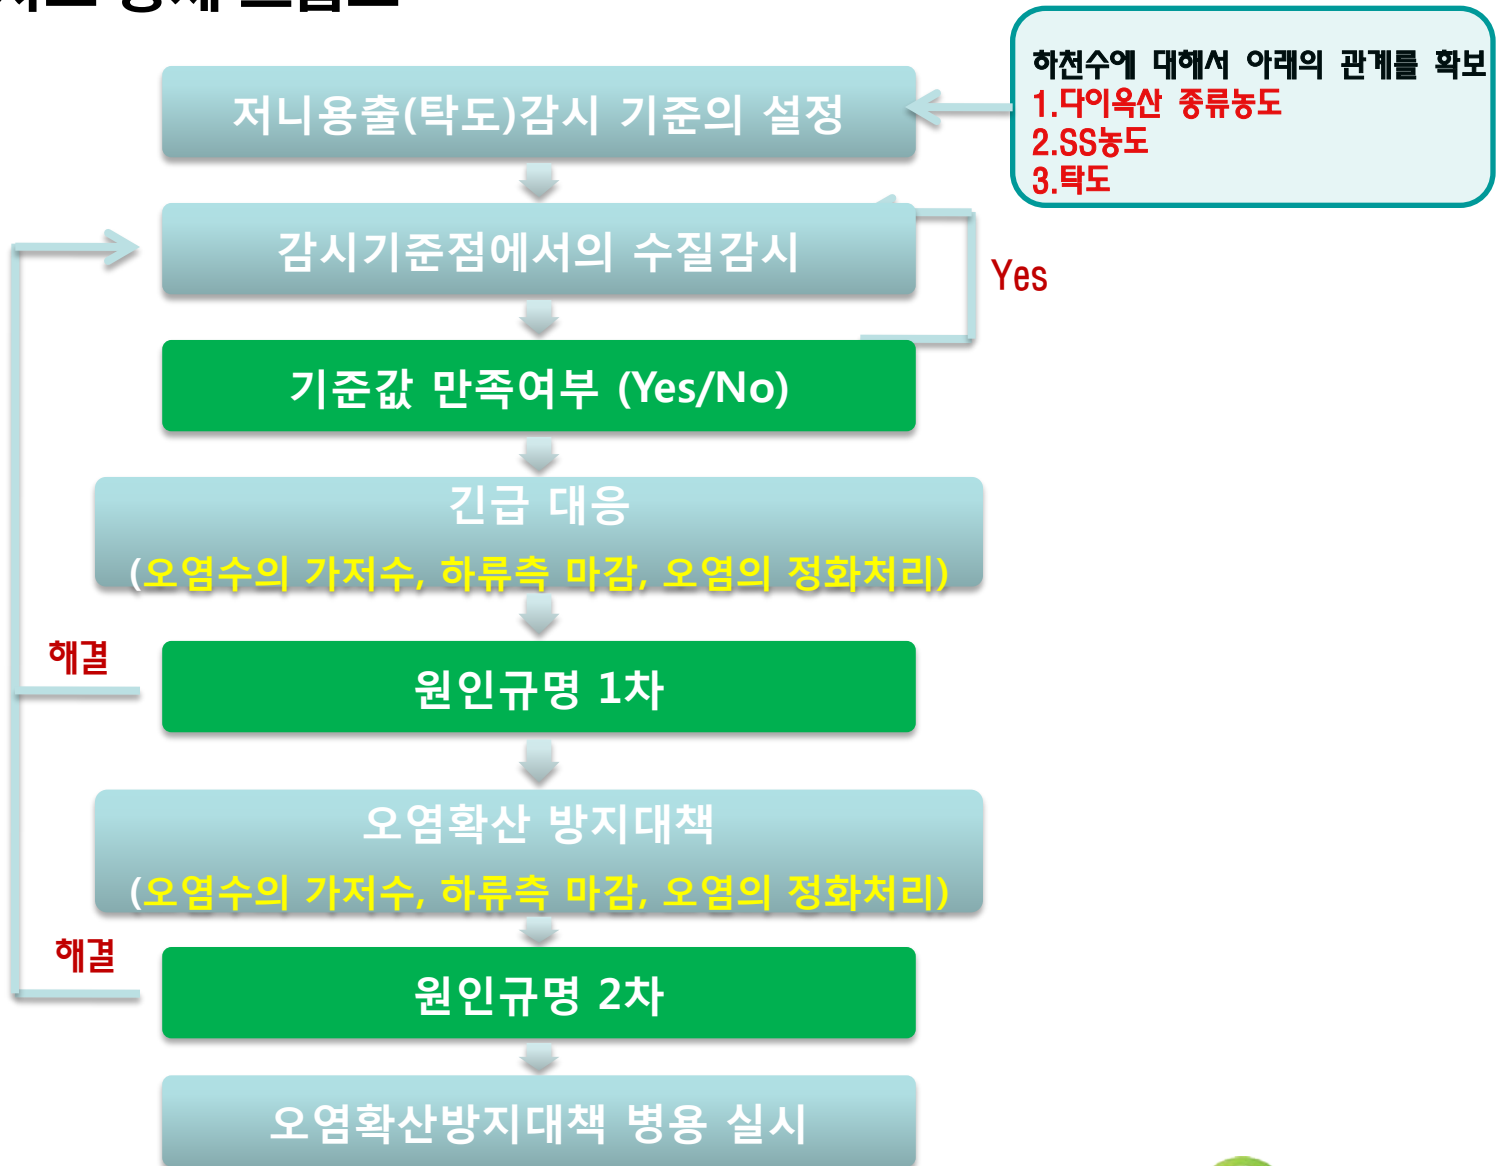 하천수에 대해서 아래의 관계를 확보
1.다이옥산 종류농도
2.SS농도
3.탁도
저니용출(탁도)감시 기준의 설정
감시기준점에서의 수질감시
Yes
기준값 만족여부 (Yes/No)
긴급 대응
(오염수의 가저수, 하류측 마감, 오염의 정화처리)
해결
원인규명 1차
오염확산 방지대책
(오염수의 가저수, 하류측 마감, 오염의 정화처리)
해결
원인규명 2차
오염확산방지대책 병용 실시